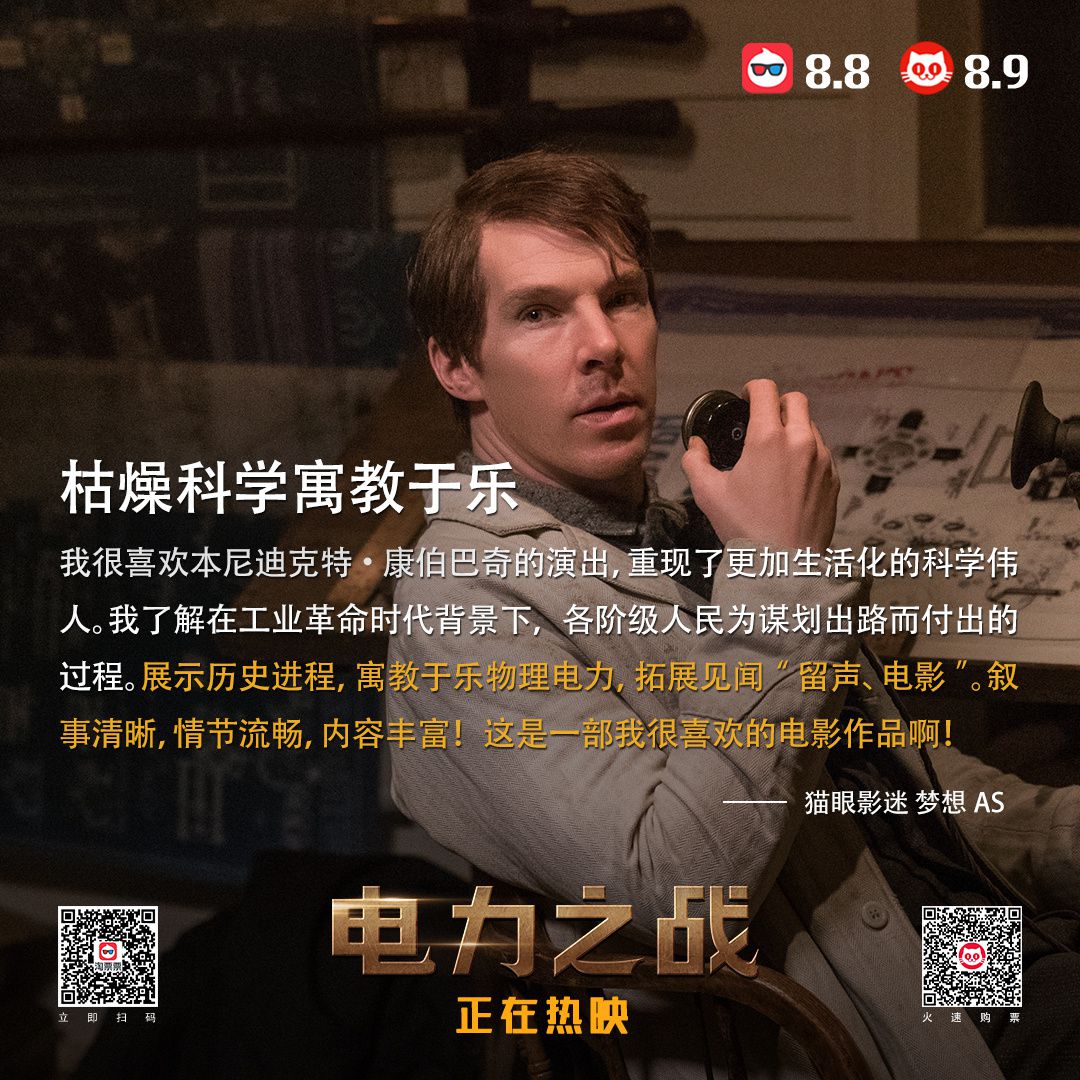 8.8 8.9
枯燥科学寓教于乐
我很喜欢本尼迪克特·康伯巴奇的演出, 重现了更加生活化的科学伟
人。我了解在工业革命时代背景下, 各阶级人民为谋划出路而付出的
过程。展示历史进程, 寓教于乐物理电力, 拓展见闻“留声、电影”。叙
事清晰, 情节流畅, 内容丰富! 这是一部我很喜欢的电影作品啊!
—— 猫眼影迷 梦想 AS
电力之战
正在热映
淘票票
立即扫码
火速购票